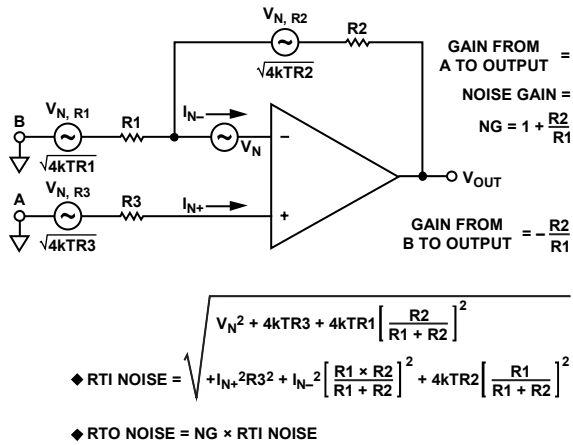 V_N, R2
R2
√4kTR2
GAIN FROM
A TO OUTPUT =
NOISE GAIN =
NG = 1 + R2/R1
B
V_N, R1
R1
I_N–
√4kTR1
V_N
–
A
V_N, R3
R3
I_N+
√4kTR3
+
V_OUT
GAIN FROM
B TO OUTPUT = – R2/R1
◆ RTI NOISE = √ V_N² + 4kTR3 + 4kTR1 [R2/(R1 + R2)]²
+ I_N+² R3² + I_N–² [(R1 × R2)/(R1 + R2)]² + 4kTR2 [R1/(R1 + R2)]²
◆ RTO NOISE = NG × RTI NOISE